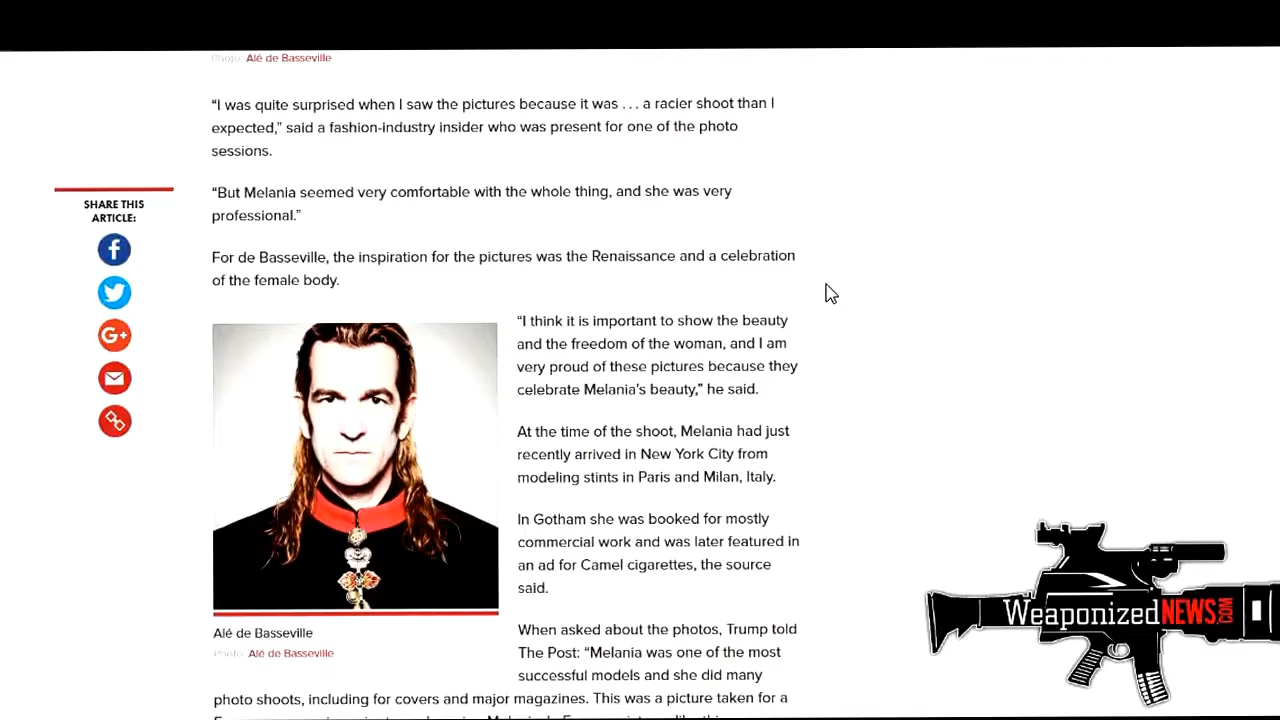 Photo: Alé de Basseville
“I was quite surprised when I saw the pictures because it was . . . a racier shoot than I
expected,” said a fashion-industry insider who was present for one of the photo
sessions.
“But Melania seemed very comfortable with the whole thing, and she was very
professional.”
For de Basseville, the inspiration for the pictures was the Renaissance and a celebration
of the female body.
SHARE THIS
ARTICLE:
“I think it is important to show the beauty
and the freedom of the woman, and I am
very proud of these pictures because they
celebrate Melania’s beauty,” he said.
At the time of the shoot, Melania had just
recently arrived in New York City from
modeling stints in Paris and Milan, Italy.
In Gotham she was booked for mostly
commercial work and was later featured in
an ad for Camel cigarettes, the source
said.
Alé de Basseville
Photo: Alé de Basseville
When asked about the photos, Trump told
The Post: “Melania was one of the most
successful models and she did many
photo shoots, including for covers and major magazines. This was a picture taken for a
WeaponizedNEWS.COM